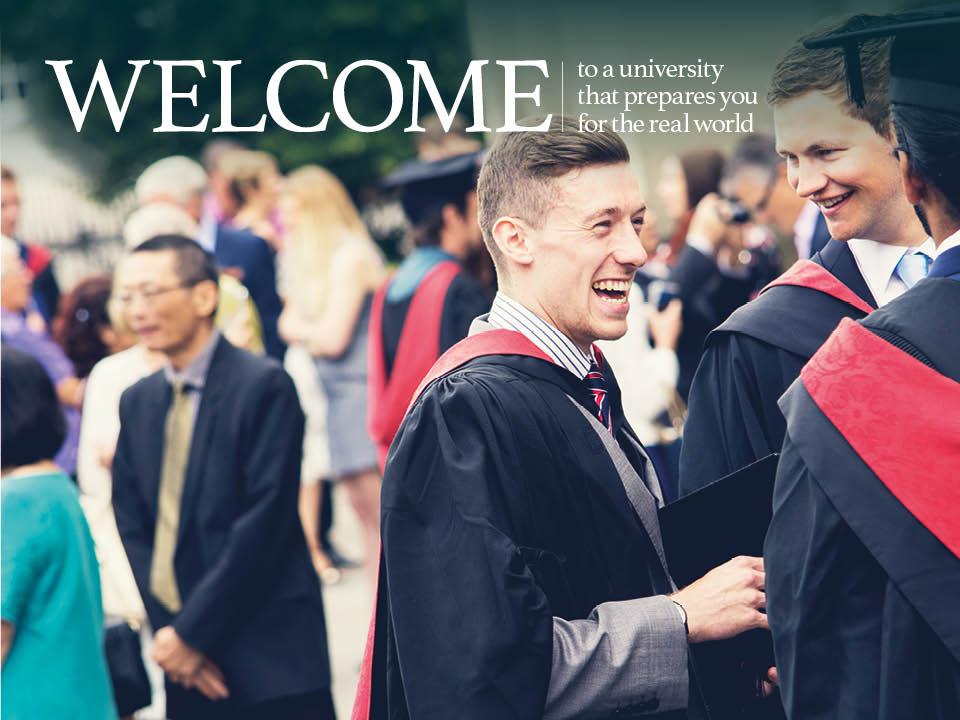 WELCOME
to a university
that prepares you
for the real world